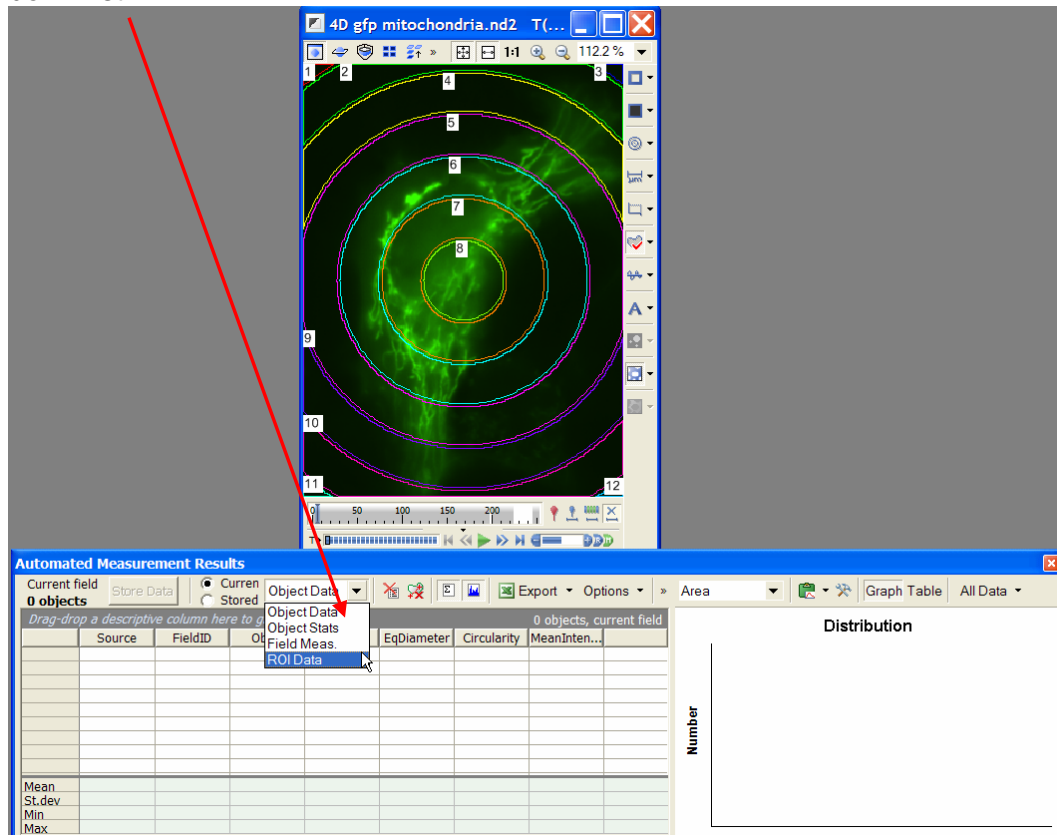 4D gfp mitochondria.nd2 T(...
» 1:1 112.2 %
1 2 3
4
5
6
7
8
9
10
11 12
0 50 100 150 200
T>
Automated Measurement Results
Current field
0 objects
Store Data
Curren
Stored
Object Data
Σ
Export Options »
Area
Graph Table All Data
Object Data
Object Stats
Field Meas.
ROI Data
Drag-drop a descriptive column here to g
0 objects, current field
Source FieldID Ob EqDiameter Circularity MeanInten...
Mean
St.dev
Min
Max
Distribution
Number